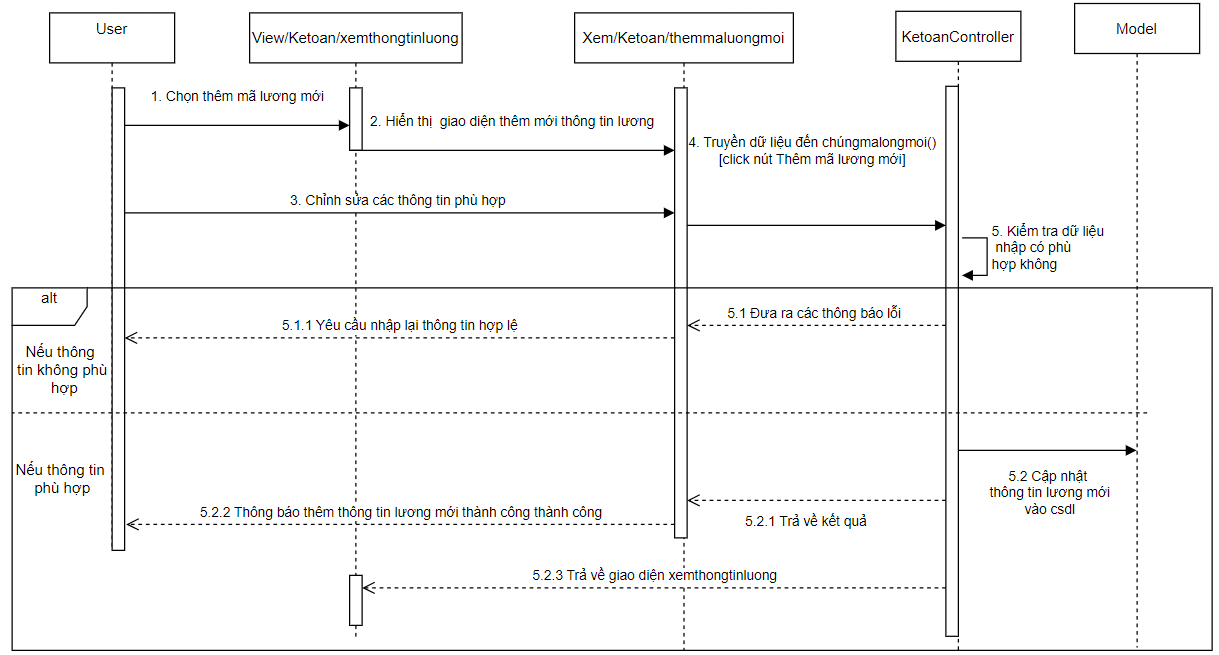 User
View/Ketoan/xemthongtinluong
Xem/Ketoan/themmaluongmoi
KetoanController
Model
1. Chọn thêm mã lương mới
2. Hiển thị giao diện thêm mới thông tin lương
4. Truyền dữ liệu đến chúngmalongmoi()
[click nút Thêm mã lương mới]
3. Chỉnh sửa các thông tin phù hợp
5. Kiểm tra dữ liệu
nhập có phù
hợp không
alt
5.1 Đưa ra các thông báo lỗi
5.1.1 Yêu cầu nhập lại thông tin hợp lệ
Nếu thông
tin không phù
hợp
Nếu thông tin
phù hợp
5.2 Cập nhật
thông tin lương mới
vào csdl
5.2.2 Thông báo thêm thông tin lương mới thành công thành công
5.2.1 Trả về kết quả
5.2.3 Trả về giao diện xemthongtinluong